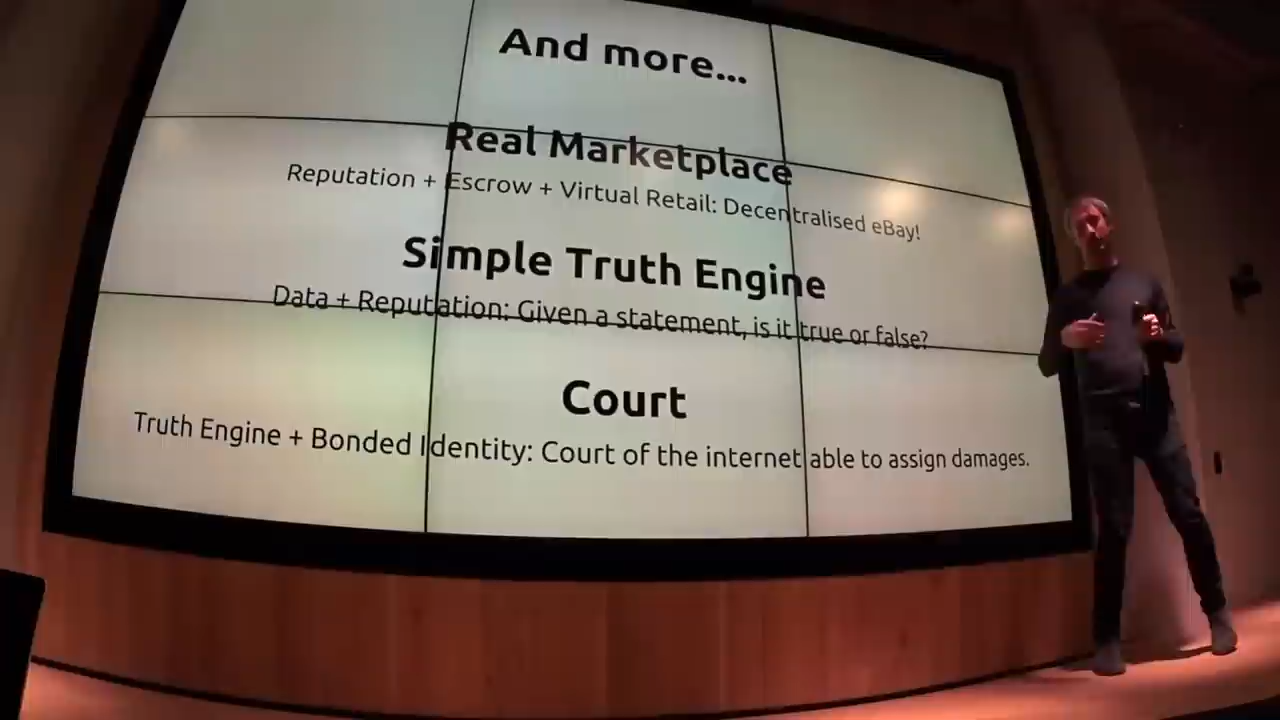 And more...
Real Marketplace
Reputation + Escrow + Virtual Retail: Decentralised eBay!
Simple Truth Engine
Data + Reputation: Given a statement, is it true or false?
Court
Truth Engine + Bonded Identity: Court of the internet able to assign damages.